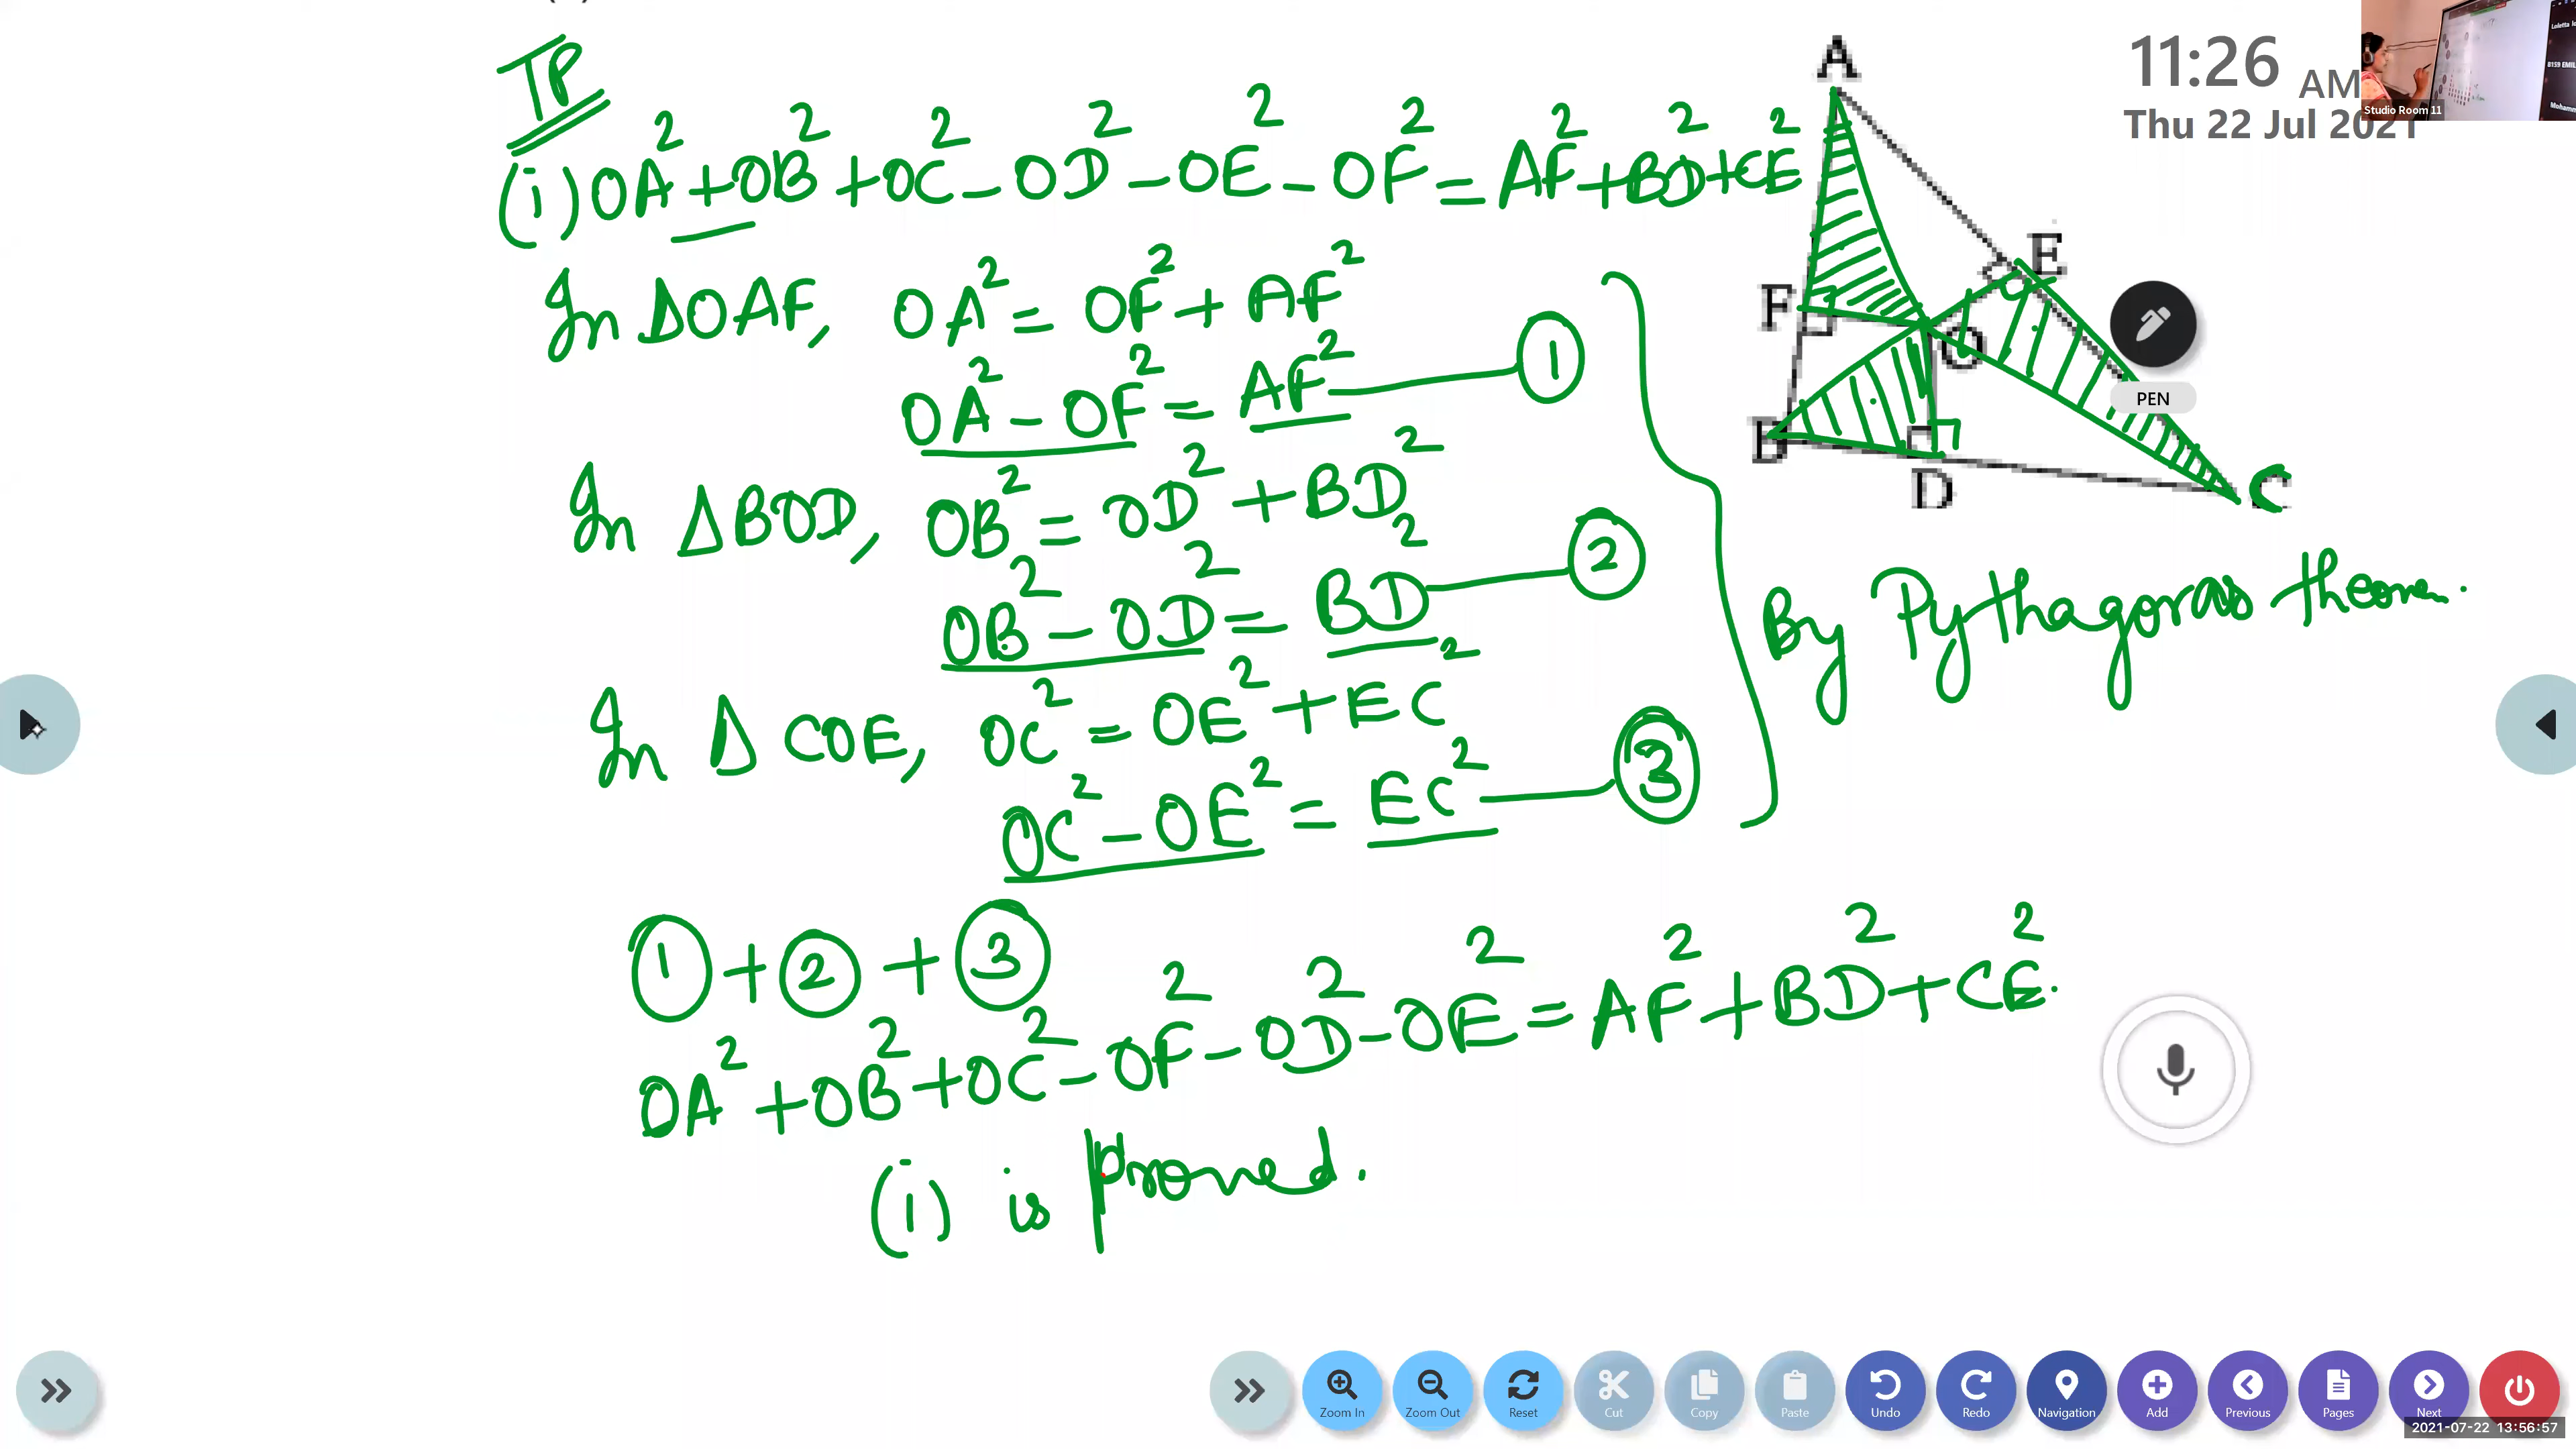 TP
(i) OA² + OB² + OC² - OD² - OE² - OF² = AF² + BD² + CE²
In ΔOAF, OA² = OF² + AF²
OA² - OF² = AF² — ①
In ΔBOD, OB² = OD² + BD²
OB² - OD² = BD² — ②
In ΔCOE, OC² = OE² + EC²
OC² - OE² = EC² — ③
By Pythagoras theorem.
① + ② + ③
OA² + OB² + OC² - OF² - OD² - OE² = AF² + BD² + CE².
(i) is proved.
A
E
F
O
B
D
C
11:26 AM
Thu 22 Jul 2021
Studio Room 11
PEN
Zoom In
Zoom Out
Reset
Cut
Copy
Paste
Undo
Redo
Navigation
Add
Previous
Pages
Next
2021-07-22 13:56:57